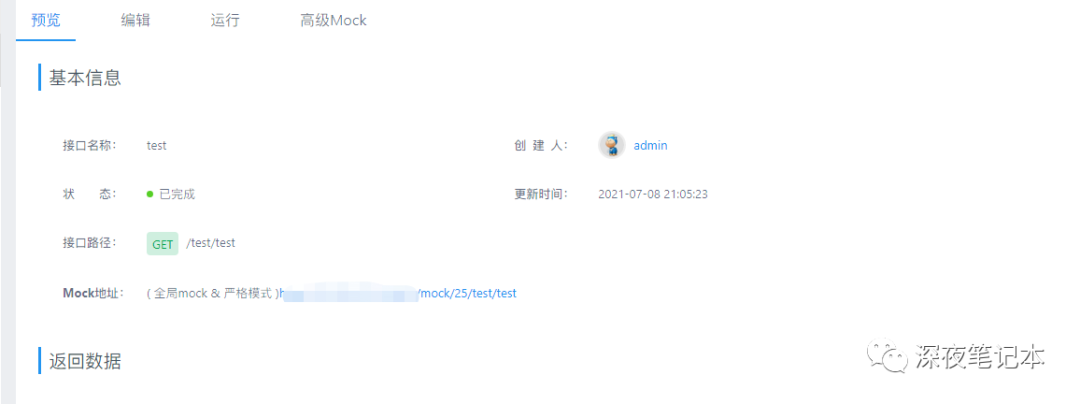 预览 编辑 运行 高级Mock
基本信息
接口名称： test 创 建 人： admin
状 态： 已完成 更新时间： 2021-07-08 21:05:23
接口路径： GET /test/test
Mock地址： ( 全局mock & 严格模式 )h /mock/25/test/test
返回数据
深夜笔记本